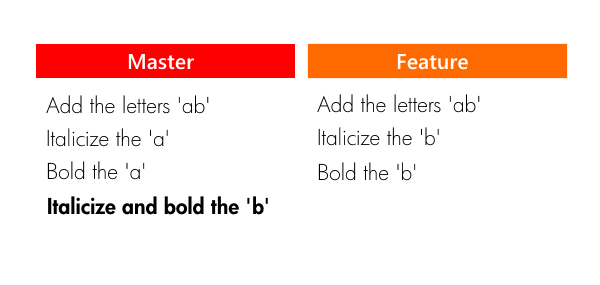 Master
Add the letters 'ab'
Italicize the 'a'
Bold the 'a'
Italicize and bold the 'b'
Feature
Add the letters 'ab'
Italicize the 'b'
Bold the 'b'